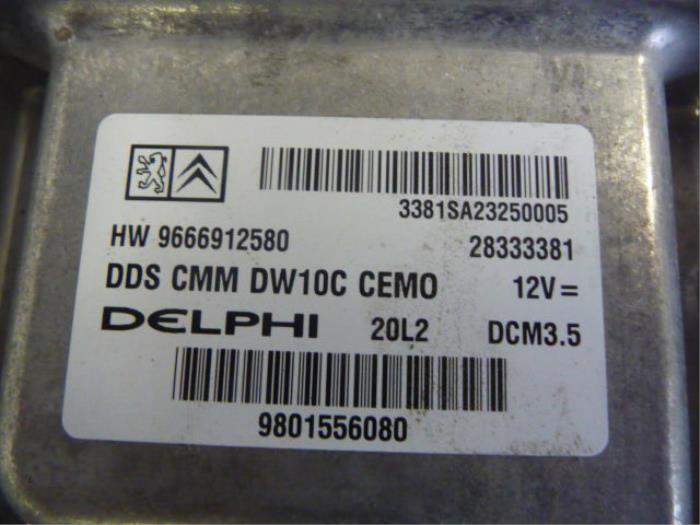 3381SA23250005
HW 9666912580 28333381
DDS CMM DW10C CEMO 12V=
DELPHI 20L2 DCM3.5
9801556080